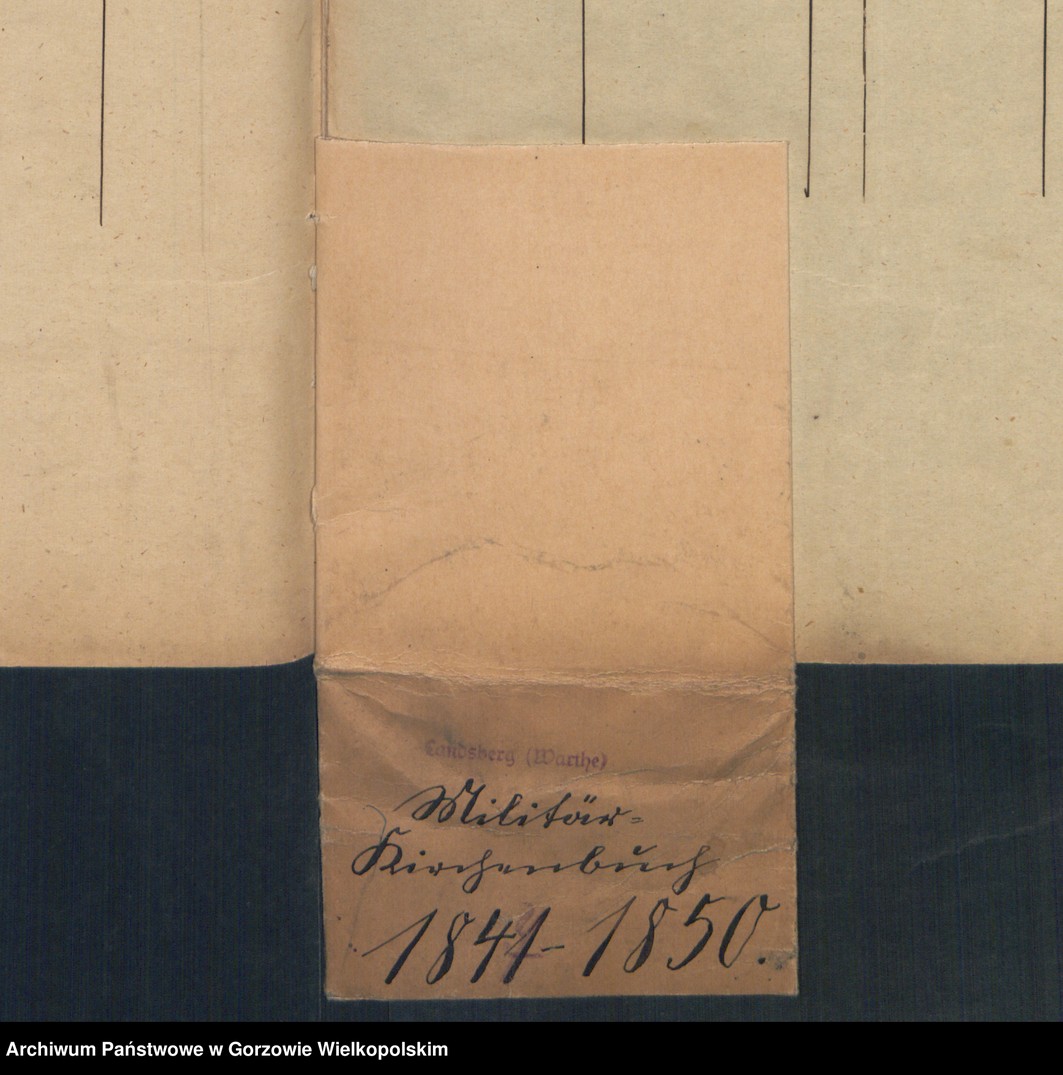 Landsberg (Warthe)
Militär-
Kirchenbuch
1841-1850.
Archiwum Państwowe w Gorzowie Wielkopolskim